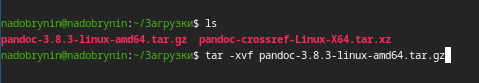 nadobrynin@nadobrynin:~/Загрузки$ ls
pandoc-3.8.3-linux-amd64.tar.gz  pandoc-crossref-Linux-X64.tar.xz
nadobrynin@nadobrynin:~/Загрузки$ tar -xvf pandoc-3.8.3-linux-amd64.tar.gz